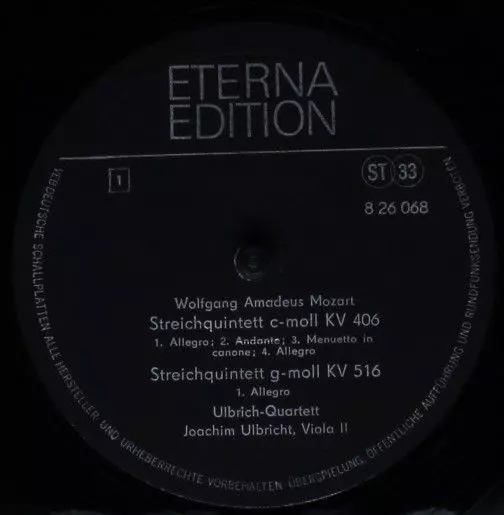 ETERNA
EDITION
1
ST 33
8 26 068
Wolfgang Amadeus Mozart
Streichquintett c-moll KV 406
1. Allegro; 2. Andante; 3. Menuetto in
canone; 4. Allegro
Streichquintett g-moll KV 516
1. Allegro
Ulbrich-Quartett
Joachim Ulbricht, Viola II
VEB DEUTSCHE SCHALLPLATTEN ALLE HERSTELLER- UND URHEBERRECHTE VORBEHALTEN ÜBERSPIELUNG, ÖFFENTLICHE AUFFÜHRUNG UND RUNDFUNKSENDUNG VERBOTEN